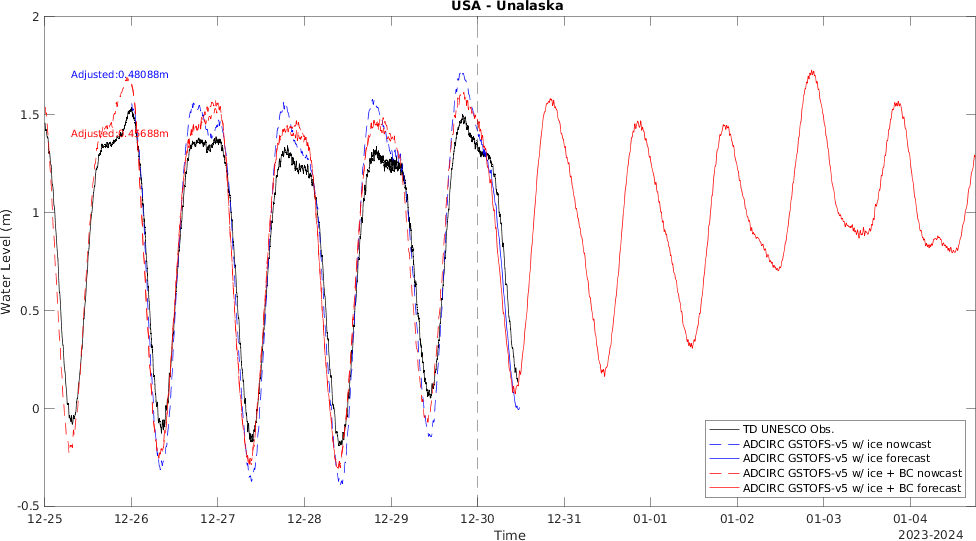 USA - Unalaska
2
Adjusted:0.48088m
1.5
Adjusted:0.45688m
1
Water Level (m)
0.5
0
TD UNESCO Obs.
ADCIRC GSTOFS-v5 w/ ice nowcast
ADCIRC GSTOFS-v5 w/ ice forecast
ADCIRC GSTOFS-v5 w/ ice + BC nowcast
ADCIRC GSTOFS-v5 w/ ice + BC forecast
-0.5
12-25 12-26 12-27 12-28 12-29 12-30 12-31 01-01 01-02 01-03 01-04
Time
2023-2024